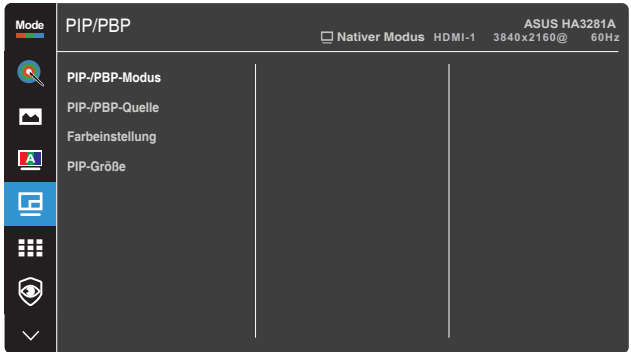 Mode
PIP/PBP
ASUS HA3281A
Nativer Modus HDMI-1 3840x2160@ 60Hz
PIP-/PBP-Modus
PIP-/PBP-Quelle
Farbeinstellung
PIP-Größe
A